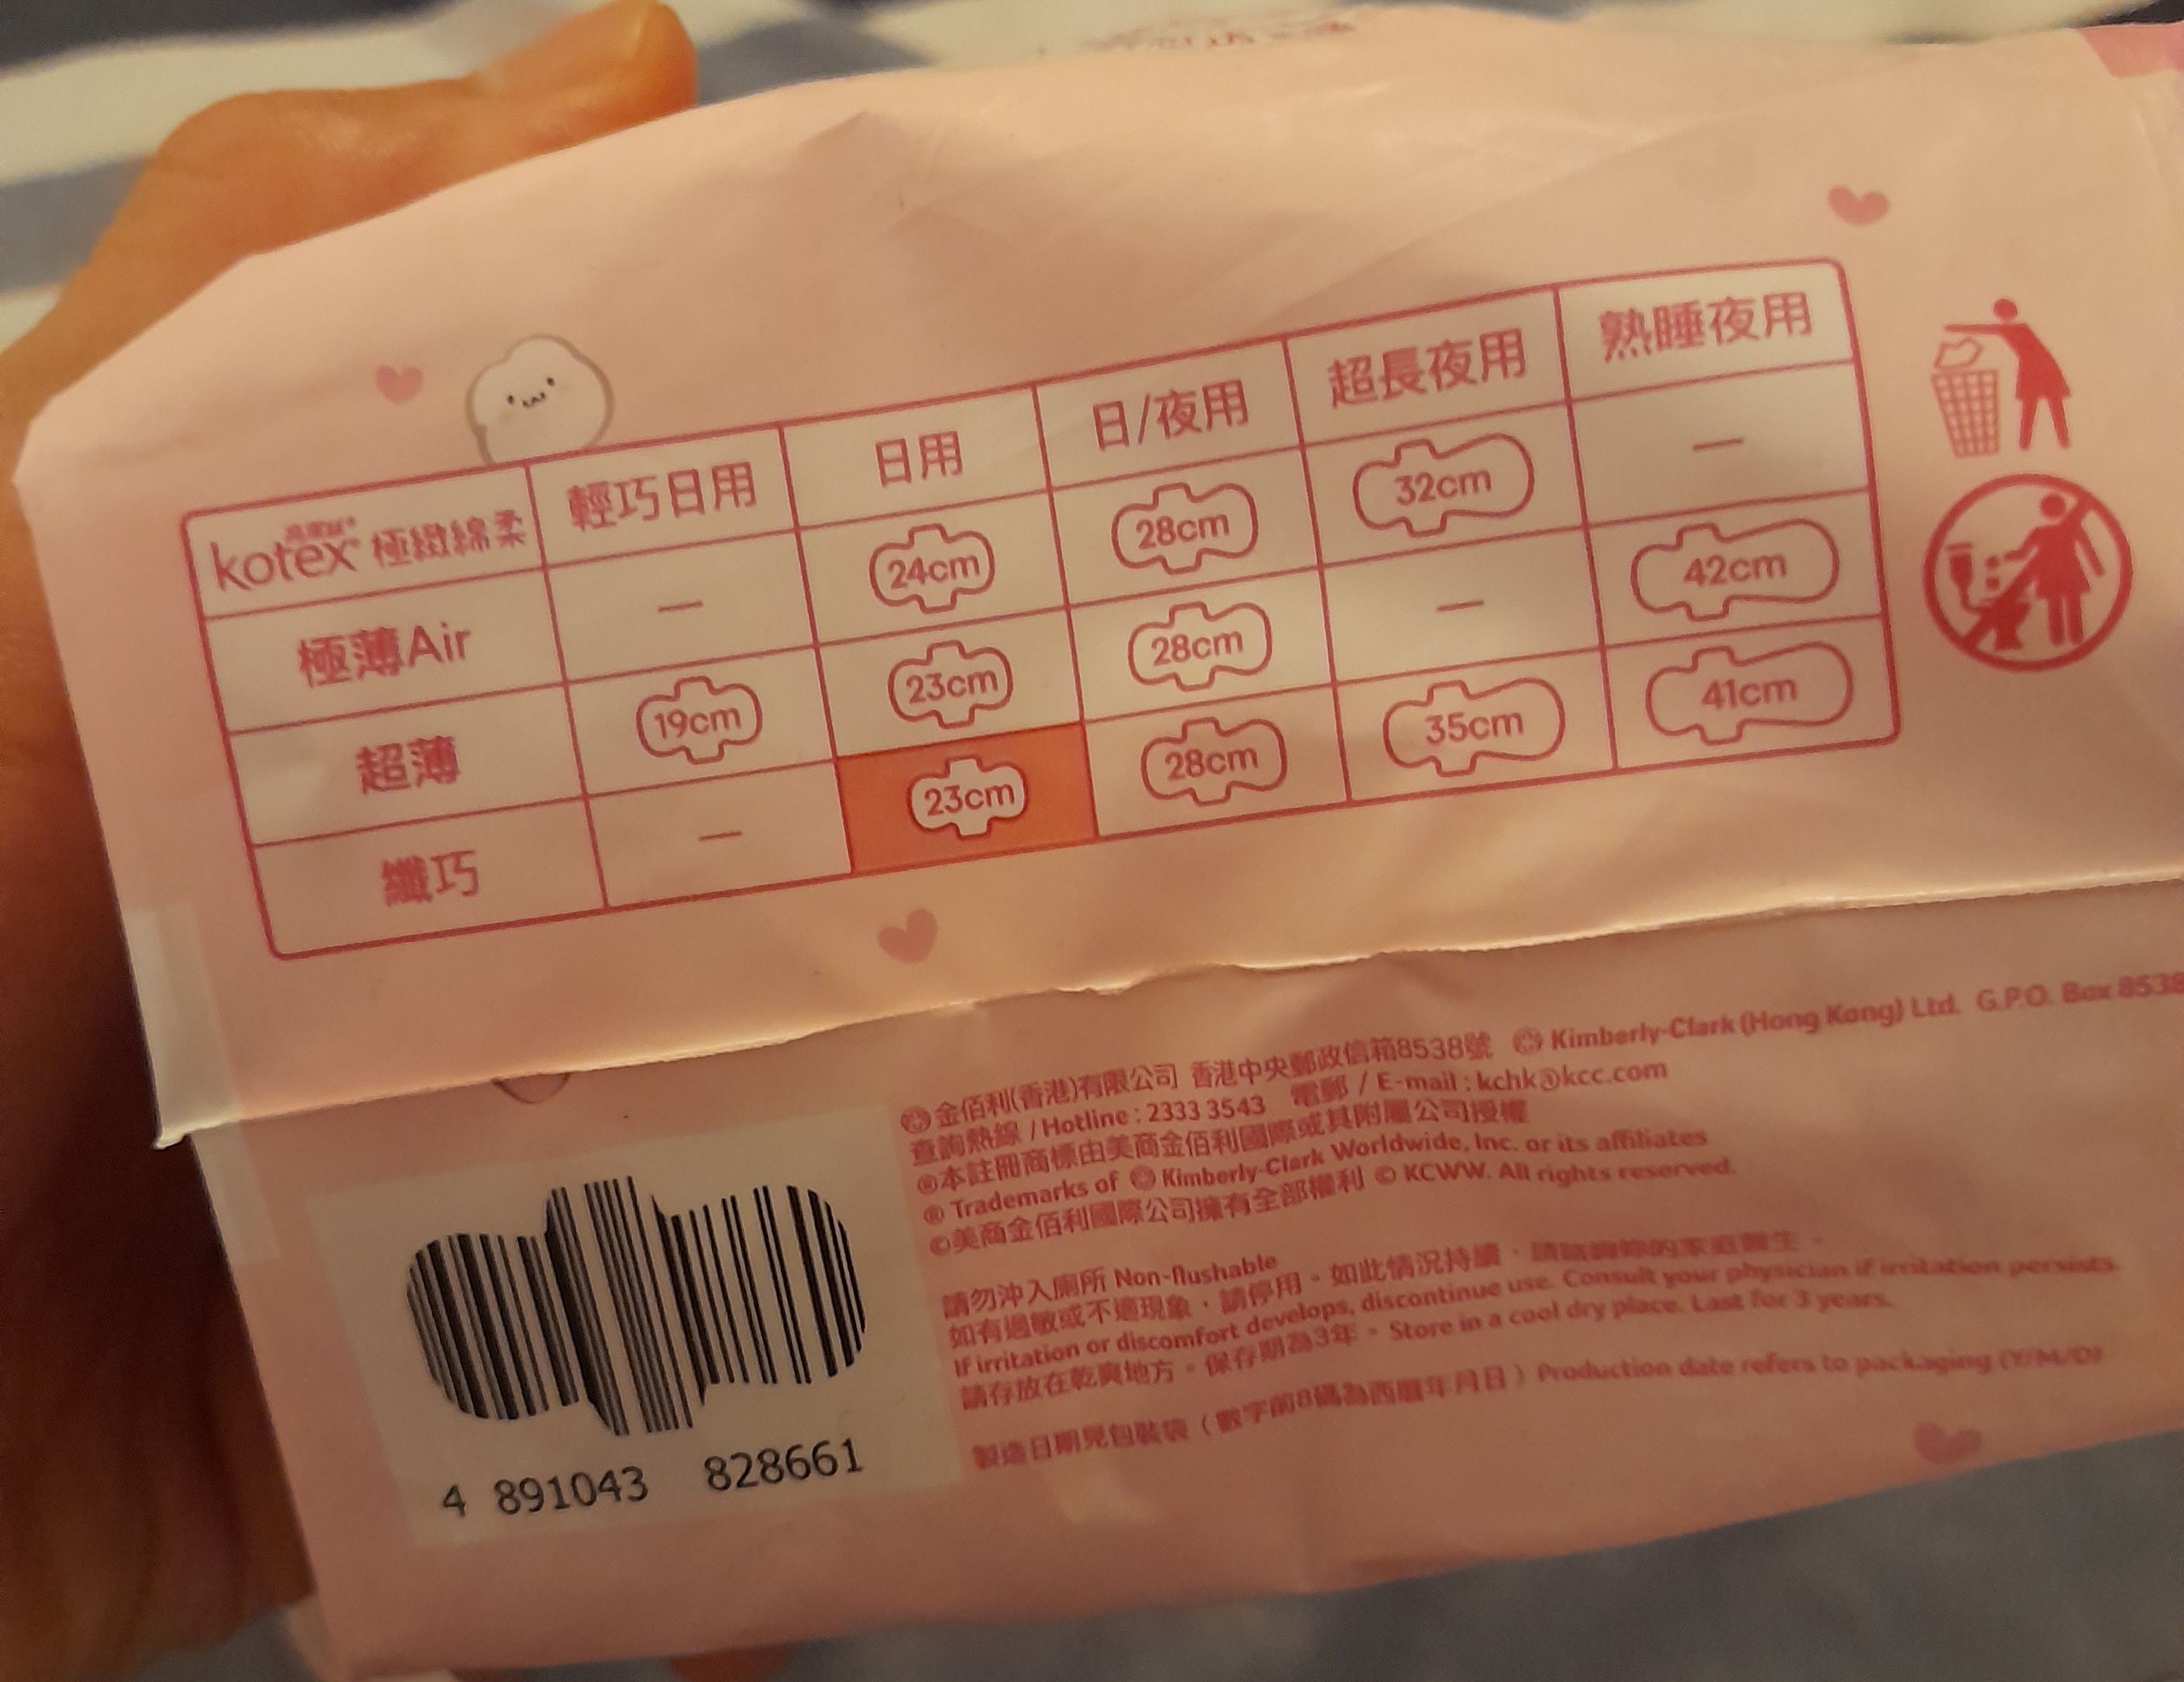 kotex 極緻綿柔 輕巧日用 日用 日/夜用 超長夜用 熟睡夜用
極薄Air — 24cm 28cm 32cm —
超薄 19cm 23cm 28cm — 42cm
纖巧 — 23cm 28cm 35cm 41cm
金佰利(香港)有限公司 香港中央郵政信箱8538號 Kimberly-Clark (Hong Kong) Ltd. G.P.O. Box 8538
查詢熱線 / Hotline : 2333 3543 電郵 / E-mail : kchk@kcc.com
®本註冊商標由美商金佰利國際或其附屬公司授權
® Trademarks of Kimberly-Clark Worldwide, Inc. or its affiliates
©美商金佰利國際公司擁有全部權利 © KCWW. All rights reserved.
請勿沖入廁所 Non-flushable
如有過敏或不適現象,請停用。如此情況持續,請諮詢妳的家庭醫生。
If irritation or discomfort develops, discontinue use. Consult your physician if irritation persists.
請存放在乾爽地方。保存期為3年。Store in a cool dry place. Last for 3 years.
製造日期見包裝袋(數字前8碼為西曆年月日)Production date refers to packaging (Y/M/D)
4 891043 828661